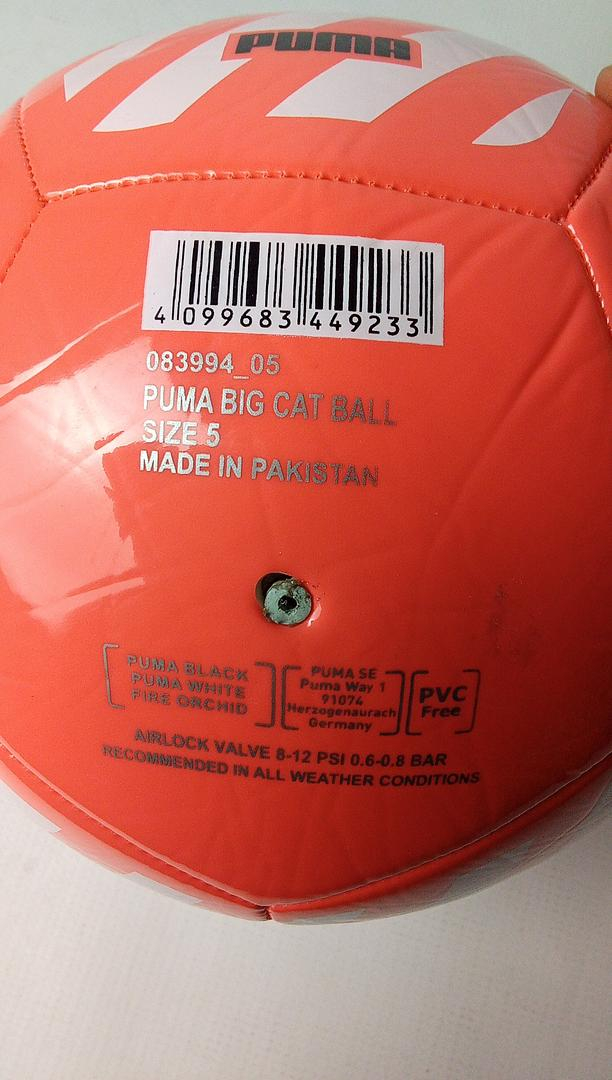 PUMA
4 099683 449233
083994_05
PUMA BIG CAT BALL
SIZE 5
MADE IN PAKISTAN
PUMA BLACK
PUMA WHITE
FIRE ORCHID
PUMA SE
Puma Way 1
91074
Herzogenaurach
Germany
PVC
Free
AIRLOCK VALVE 8-12 PSI 0.6-0.8 BAR
RECOMMENDED IN ALL WEATHER CONDITIONS